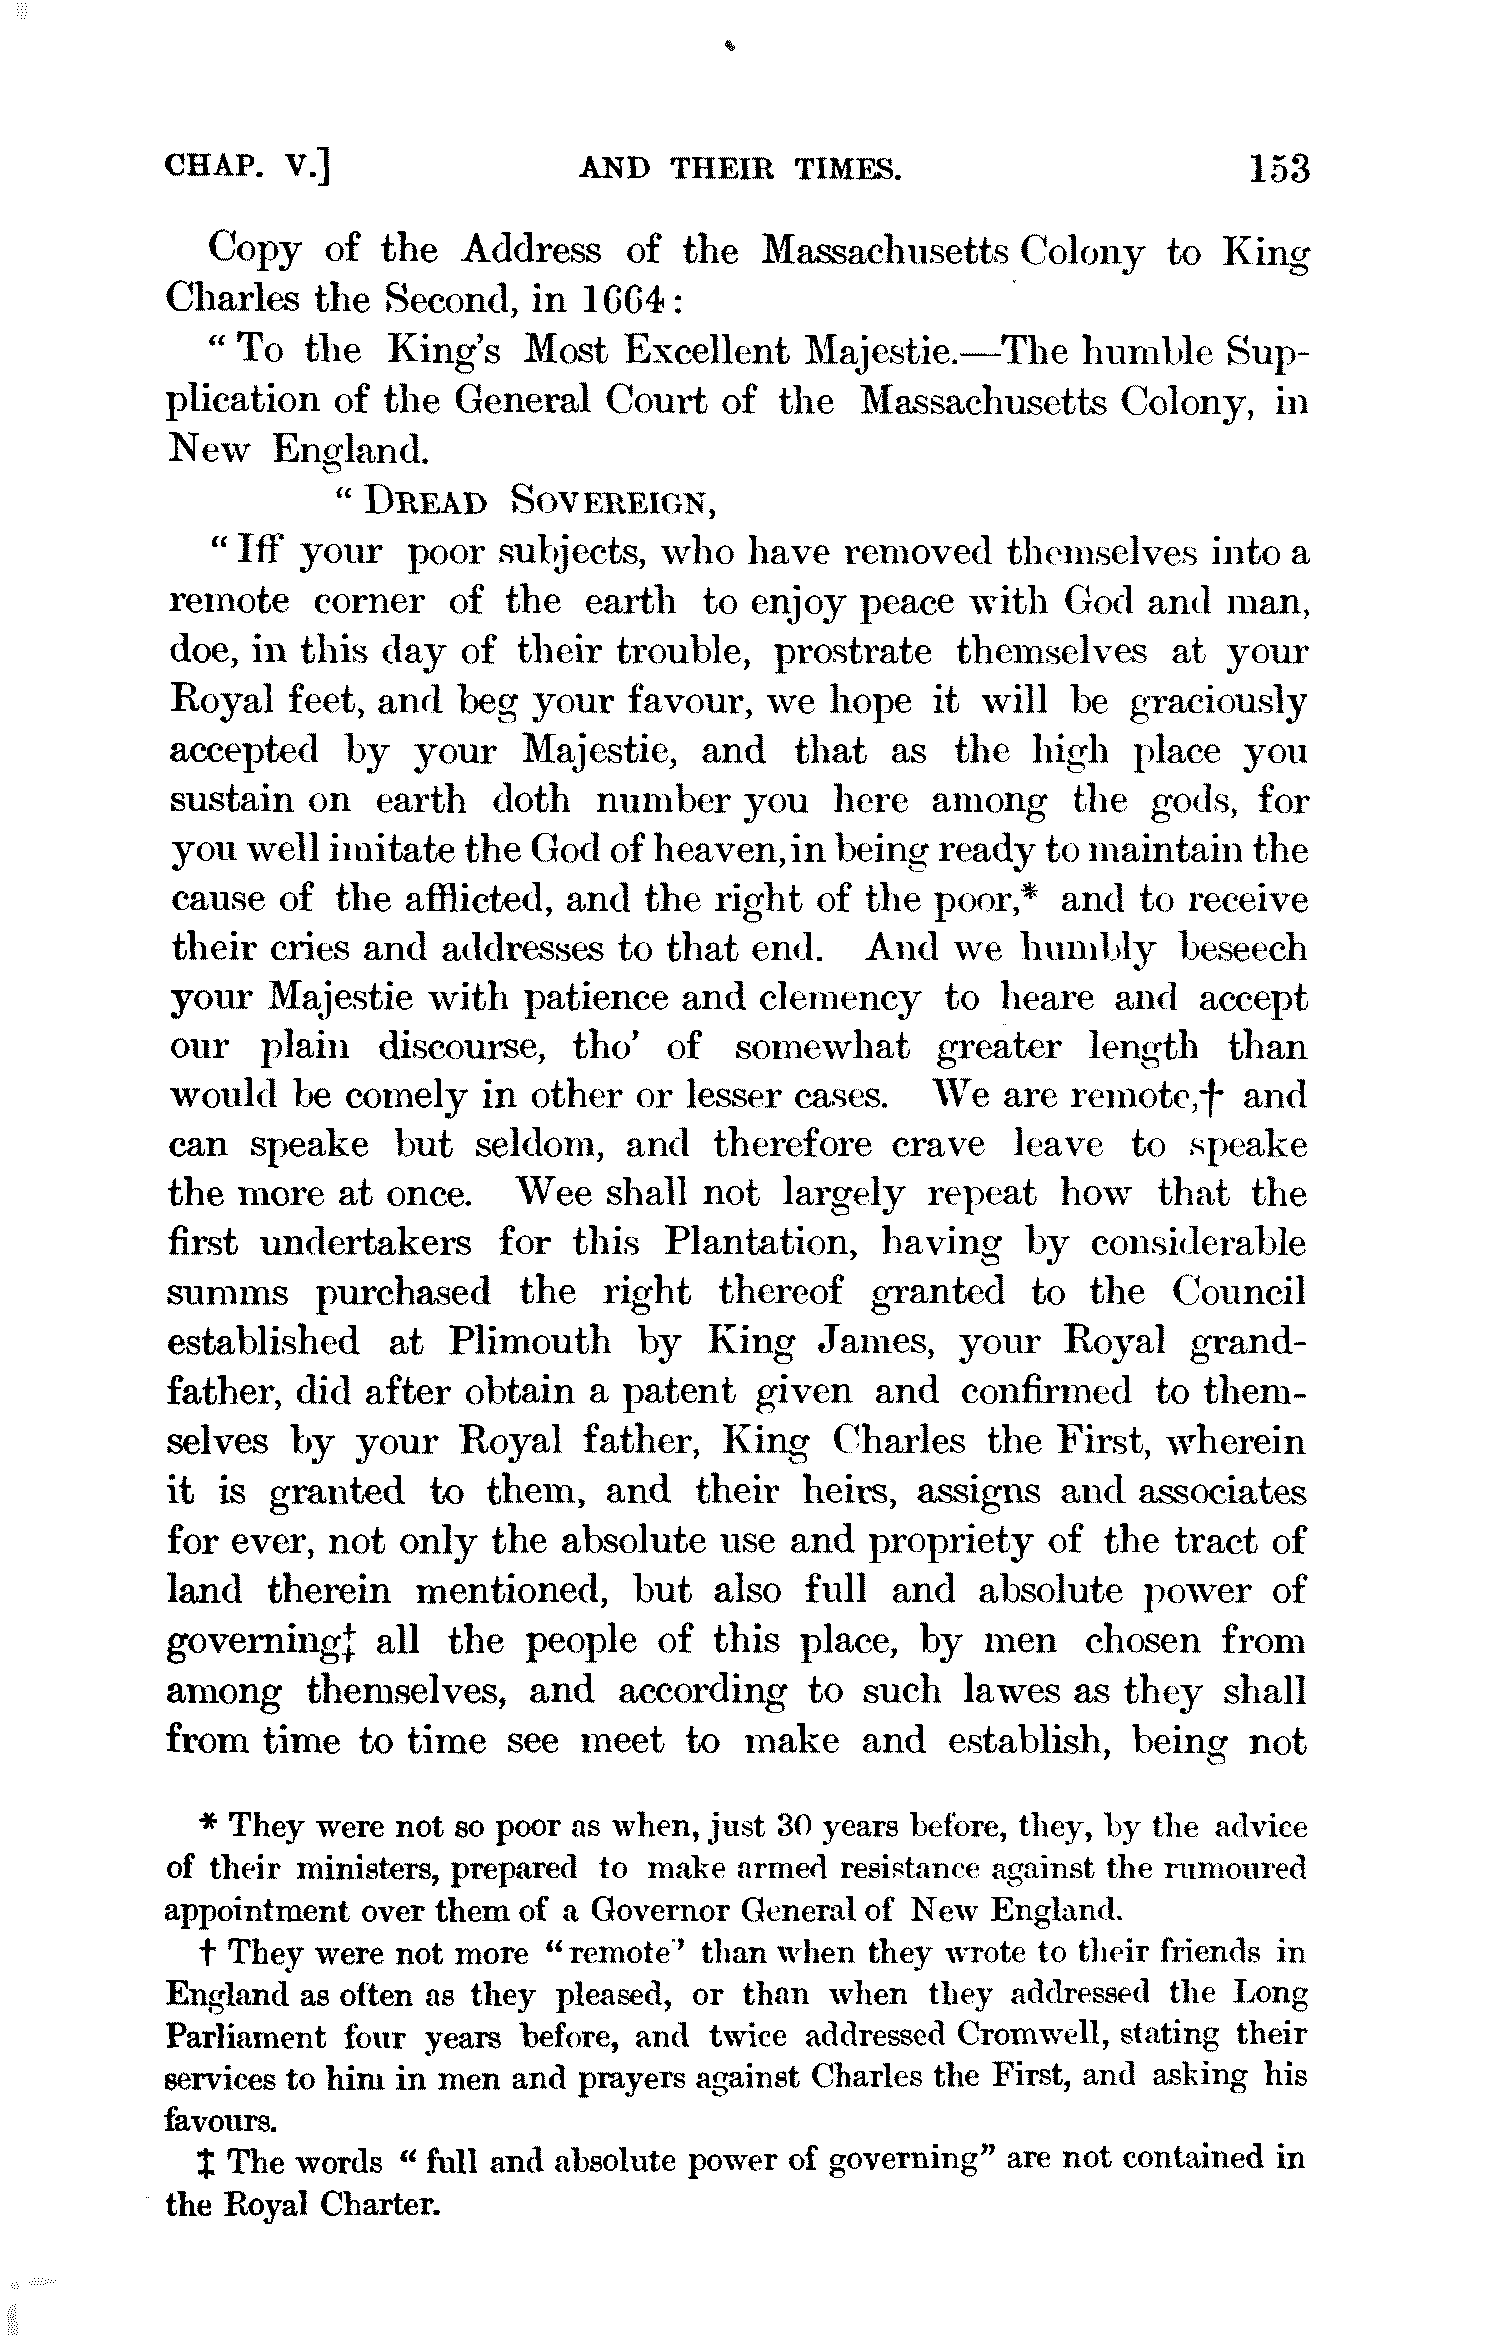 CHAP. V.] AND THEIR TIMES. 153
Copy of the Address of the Massachusetts Colony to King
Charles the Second, in 1664:
" To the King's Most Excellent Majestie.—The humble Sup-
plication of the General Court of the Massachusetts Colony, in
New England.
" DREAD SOVEREIGN,
" Iff your poor subjects, who have removed themselves into a
remote corner of the earth to enjoy peace with God and man,
doe, in this day of their trouble, prostrate themselves at your
Royal feet, and beg your favour, we hope it will be graciously
accepted by your Majestie, and that as the high place you
sustain on earth doth number you here among the gods, for
you well imitate the God of heaven, in being ready to maintain the
cause of the afflicted, and the right of the poor,* and to receive
their cries and addresses to that end. And we humbly beseech
your Majestie with patience and clemency to heare and accept
our plain discourse, tho' of somewhat greater length than
would be comely in other or lesser cases. We are remote,† and
can speake but seldom, and therefore crave leave to speake
the more at once. Wee shall not largely repeat how that the
first undertakers for this Plantation, having by considerable
summs purchased the right thereof granted to the Council
established at Plimouth by King James, your Royal grand-
father, did after obtain a patent given and confirmed to them-
selves by your Royal father, King Charles the First, wherein
it is granted to them, and their heirs, assigns and associates
for ever, not only the absolute use and propriety of the tract of
land therein mentioned, but also full and absolute power of
governing‡ all the people of this place, by men chosen from
among themselves, and according to such lawes as they shall
from time to time see meet to make and establish, being not
* They were not so poor as when, just 30 years before, they, by the advice
of their ministers, prepared to make armed resistance against the rumoured
appointment over them of a Governor General of New England.
† They were not more "remote" than when they wrote to their friends in
England as often as they pleased, or than when they addressed the Long
Parliament four years before, and twice addressed Cromwell, stating their
services to him in men and prayers against Charles the First, and asking his
favours.
‡ The words " full and absolute power of governing" are not contained in
the Royal Charter.